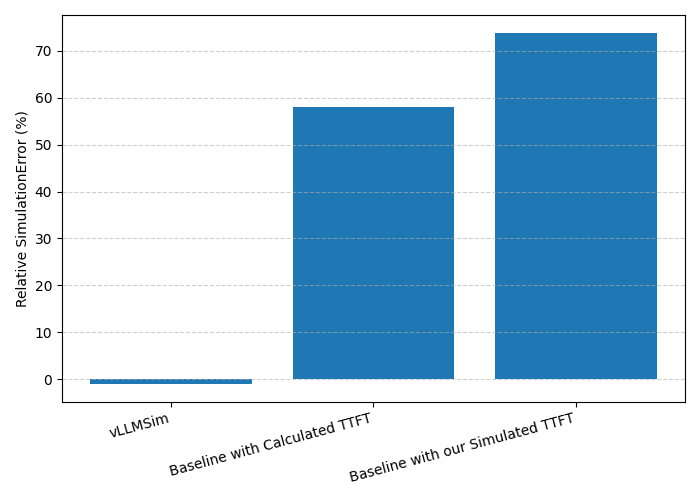 Relative SimulationError (%)
70
60
50
40
30
20
10
0
vLLMSim
Baseline with Calculated TTFT
Baseline with our Simulated TTFT